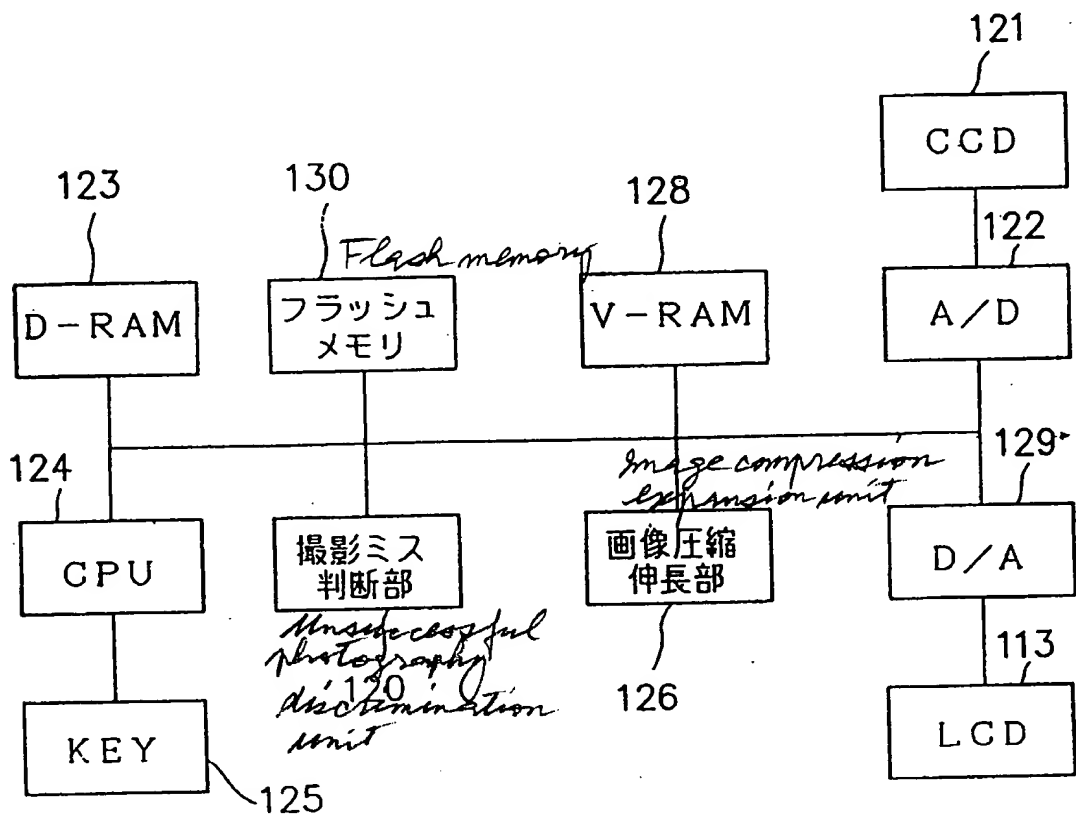 121
CCD
123
130
128
122
Flash memory
D-RAM
フラッシュ
メモリ
V-RAM
A/D
124
Image compression
expansion unit
129
CPU
撮影ミス
判断部
画像圧縮
伸長部
D/A
Unsuccessful
photography
120
discrimination
unit
126
113
KEY
LCD
125